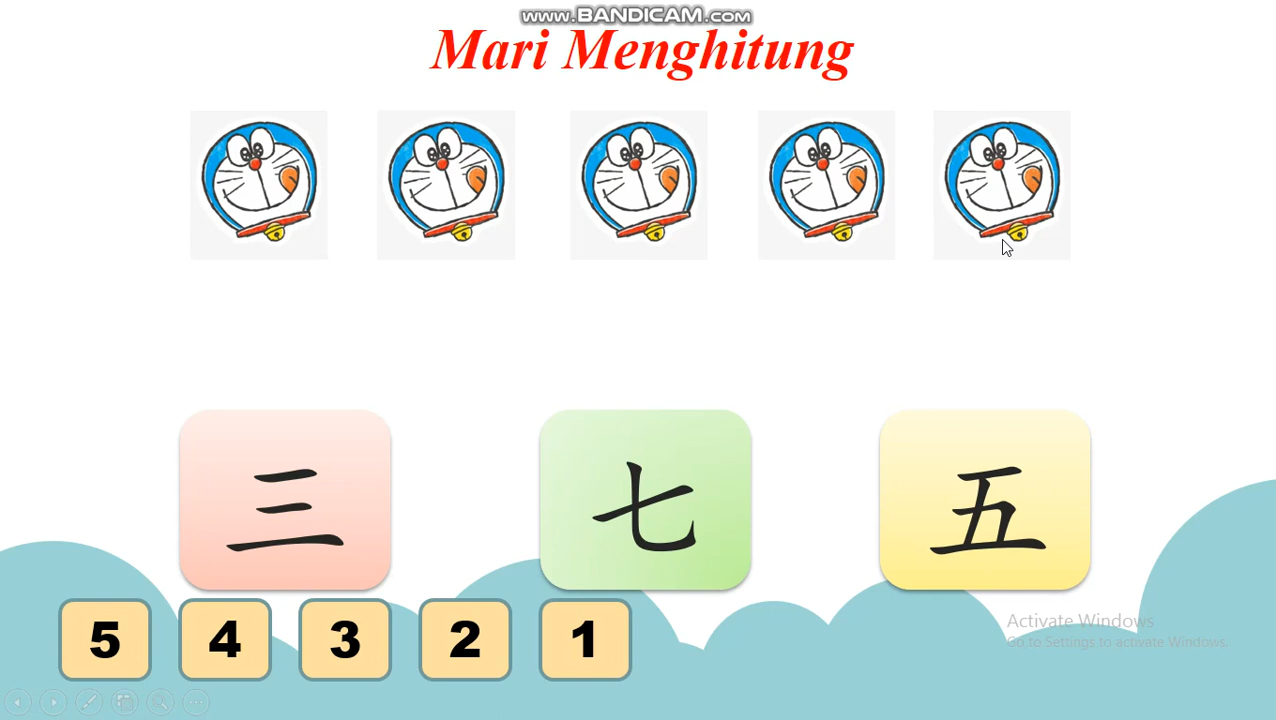 www.BANDICAM.com
Mari Menghitung
三 七 五
5 4 3 2 1
Activate Windows
Go to Settings to activate Windows.